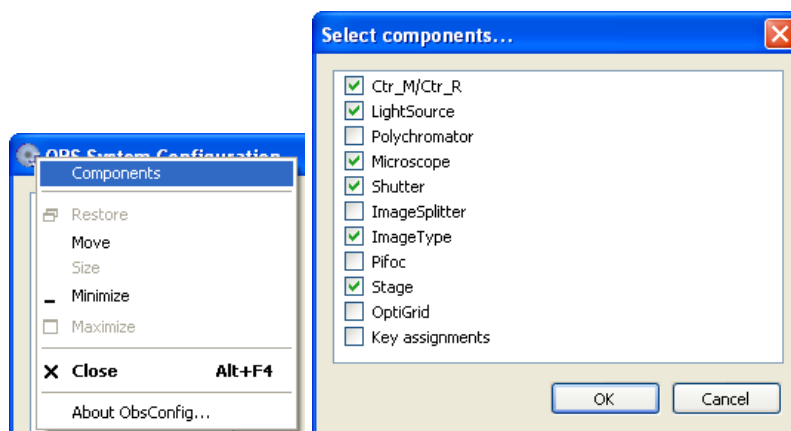 OBS System Configuration
Components
Restore
Move
Size
Minimize
Maximize
Close Alt+F4
About ObsConfig...
Select components...
Ctr_M/Ctr_R
LightSource
Polychromator
Microscope
Shutter
ImageSplitter
ImageType
Pifoc
Stage
OptiGrid
Key assignments
OK Cancel